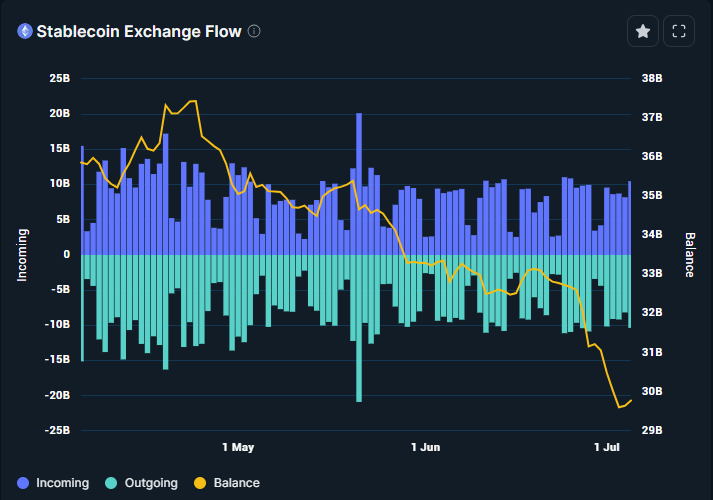 Stablecoin Exchange Flow
25B 38B
20B 37B
15B 36B
10B 35B
5B 34B
0 33B
-5B 32B
-10B 31B
-15B 30B
-20B 29B
-25B
Incoming
Balance
1 May 1 Jun 1 Jul
Incoming Outgoing Balance